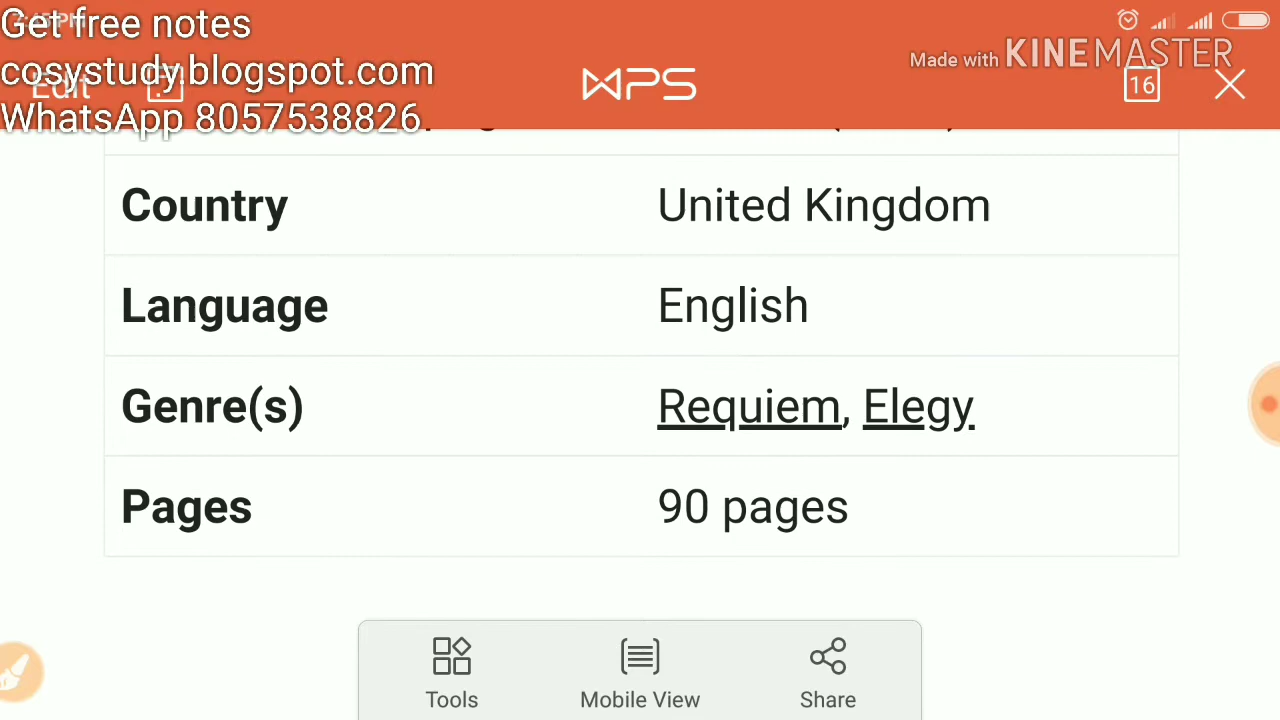 Get free notes
cosystudy.blogspot.com
WhatsApp 8057538826
Edit
WPS
Made with KINEMASTER
16
Country United Kingdom
Language English
Genre(s) Requiem, Elegy.
Pages 90 pages
Tools Mobile View Share